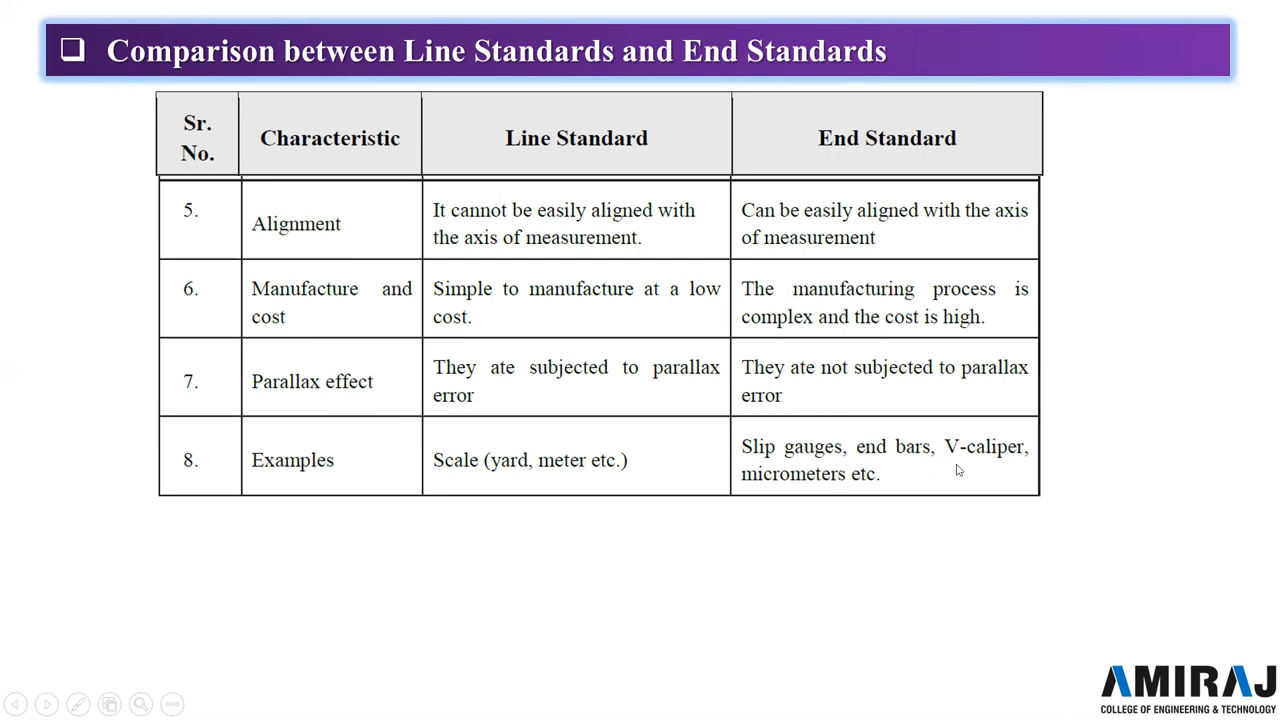 ❑ Comparison between Line Standards and End Standards
Sr.
No.
Characteristic
Line Standard
End Standard
5.
Alignment
It cannot be easily aligned with
the axis of measurement.
Can be easily aligned with the axis
of measurement
6.
Manufacture and
cost
Simple to manufacture at a low
cost.
The manufacturing process is
complex and the cost is high.
7.
Parallax effect
They ate subjected to parallax
error
They ate not subjected to parallax
error
8.
Examples
Scale (yard, meter etc.)
Slip gauges, end bars, V-caliper,
micrometers etc.
AMIRAJ
COLLEGE OF ENGINEERING & TECHNOLOGY